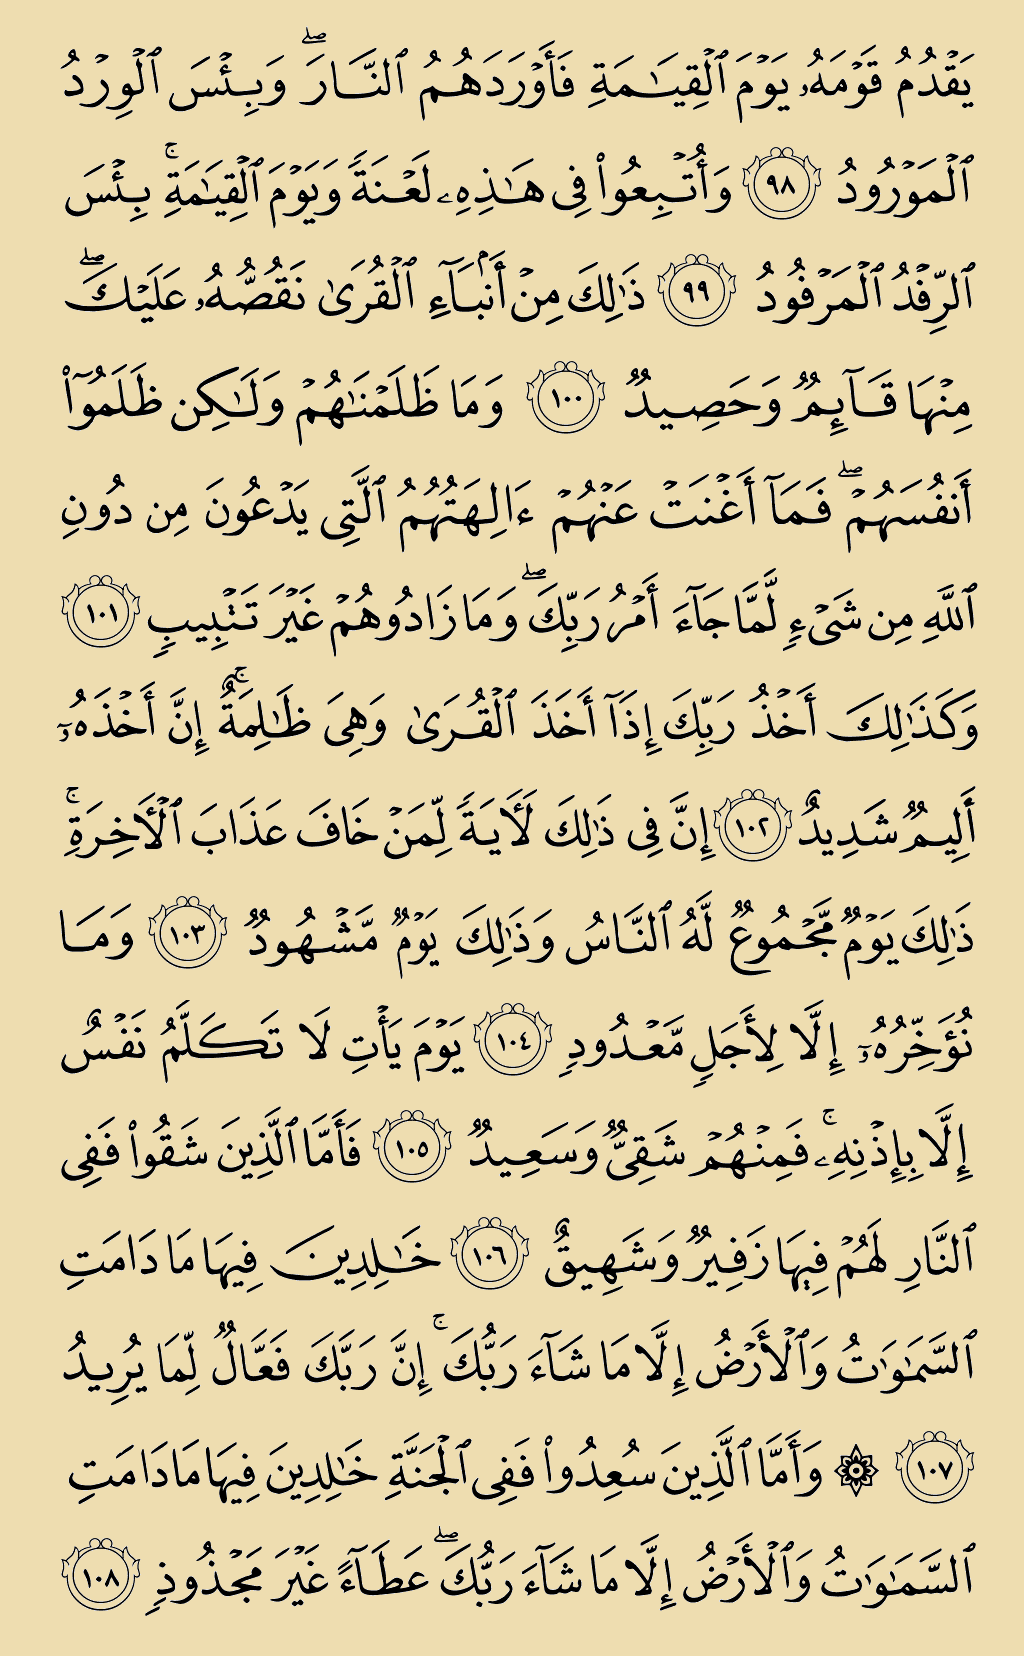 يَقۡدُمُ قَوۡمَهُۥ يَوۡمَ ٱلۡقِيَـٰمَةِ فَأَوۡرَدَهُمُ ٱلنَّارَۖ وَبِئۡسَ ٱلۡوِرۡدُ
ٱلۡمَوۡرُودُ ٩٨ وَأُتۡبِعُواْ فِى هَـٰذِهِۦ لَعۡنَةً وَيَوۡمَ ٱلۡقِيَـٰمَةِۚ بِئۡسَ
ٱلرِّفۡدُ ٱلۡمَرۡفُودُ ٩٩ ذَٰلِكَ مِنۡ أَنۢبَآءِ ٱلۡقُرَىٰ نَقُصُّهُۥ عَلَيۡكَۖ
مِنۡهَا قَآئِمٌ وَحَصِيدٌ ١٠٠ وَمَا ظَلَمۡنَـٰهُمۡ وَلَـٰكِن ظَلَمُوٓاْ
أَنفُسَهُمۡۖ فَمَآ أَغۡنَتۡ عَنۡهُمۡ ءَالِهَتُهُمُ ٱلَّتِى يَدۡعُونَ مِن دُونِ
ٱللَّهِ مِن شَىۡءٍ لَّمَّا جَآءَ أَمۡرُ رَبِّكَۖ وَمَا زَادُوهُمۡ غَيۡرَ تَتۡبِيبٍ ١٠١
وَكَذَٰلِكَ أَخۡذُ رَبِّكَ إِذَآ أَخَذَ ٱلۡقُرَىٰ وَهِىَ ظَـٰلِمَةٌۚ إِنَّ أَخۡذَهُۥٓ
أَلِيمٌ شَدِيدٌ ١٠٢ إِنَّ فِى ذَٰلِكَ لَأٓيَةً لِّمَنۡ خَافَ عَذَابَ ٱلۡأٓخِرَةِۚ
ذَٰلِكَ يَوۡمٌ مَّجۡمُوعٌ لَّهُ ٱلنَّاسُ وَذَٰلِكَ يَوۡمٌ مَّشۡهُودٌ ١٠٣ وَمَا
نُؤَخِّرُهُۥٓ إِلَّا لِأَجَلٍ مَّعۡدُودٍ ١٠٤ يَوۡمَ يَأۡتِ لَا تَكَلَّمُ نَفۡسٌ
إِلَّا بِإِذۡنِهِۦۚ فَمِنۡهُمۡ شَقِىٌّ وَسَعِيدٌ ١٠٥ فَأَمَّا ٱلَّذِينَ شَقُواْ فَفِى
ٱلنَّارِ لَهُمۡ فِيهَا زَفِيرٌ وَشَهِيقٌ ١٠٦ خَـٰلِدِينَ فِيهَا مَا دَامَتِ
ٱلسَّمَـٰوَٰتُ وَٱلۡأَرۡضُ إِلَّا مَا شَآءَ رَبُّكَۚ إِنَّ رَبَّكَ فَعَّالٌ لِّمَا يُرِيدُ
١٠٧ ۞ وَأَمَّا ٱلَّذِينَ سُعِدُواْ فَفِى ٱلۡجَنَّةِ خَـٰلِدِينَ فِيهَا مَا دَامَتِ
ٱلسَّمَـٰوَٰتُ وَٱلۡأَرۡضُ إِلَّا مَا شَآءَ رَبُّكَۖ عَطَآءً غَيۡرَ مَجۡذُوذٍ ١٠٨